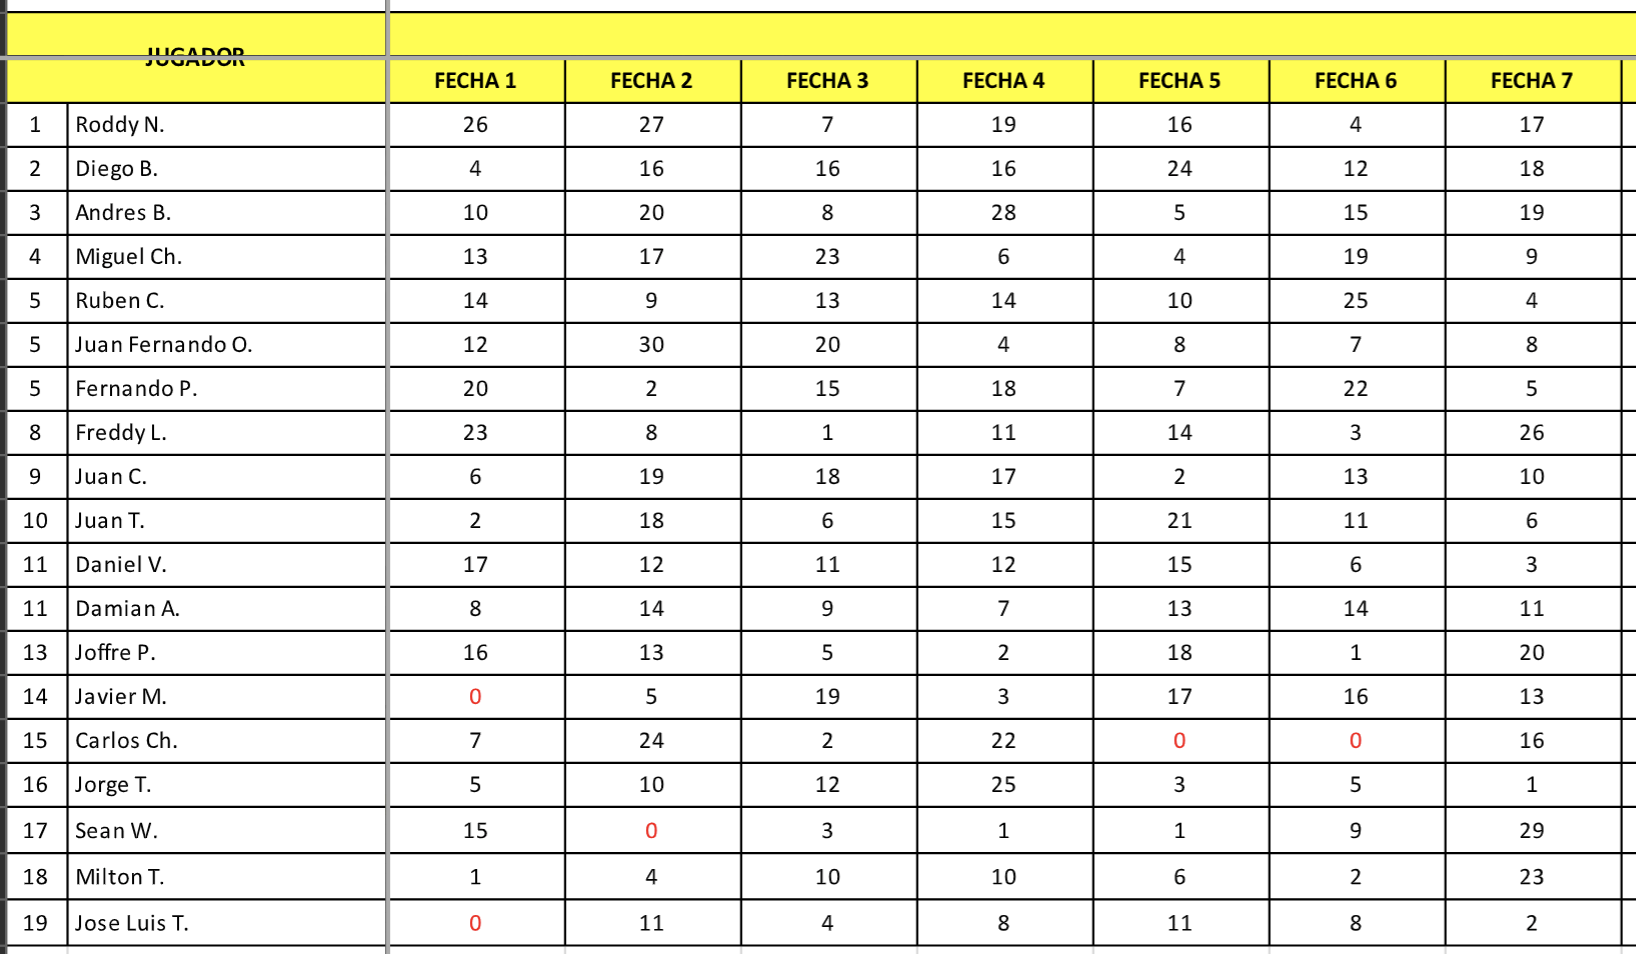 JUGADOR
FECHA 1 FECHA 2 FECHA 3 FECHA 4 FECHA 5 FECHA 6 FECHA 7
1 Roddy N. 26 27 7 19 16 4 17
2 Diego B. 4 16 16 16 24 12 18
3 Andres B. 10 20 8 28 5 15 19
4 Miguel Ch. 13 17 23 6 4 19 9
5 Ruben C. 14 9 13 14 10 25 4
5 Juan Fernando O. 12 30 20 4 8 7 8
5 Fernando P. 20 2 15 18 7 22 5
8 Freddy L. 23 8 1 11 14 3 26
9 Juan C. 6 19 18 17 2 13 10
10 Juan T. 2 18 6 15 21 11 6
11 Daniel V. 17 12 11 12 15 6 3
11 Damian A. 8 14 9 7 13 14 11
13 Joffre P. 16 13 5 2 18 1 20
14 Javier M. 0 5 19 3 17 16 13
15 Carlos Ch. 7 24 2 22 0 0 16
16 Jorge T. 5 10 12 25 3 5 1
17 Sean W. 15 0 3 1 1 9 29
18 Milton T. 1 4 10 10 6 2 23
19 Jose Luis T. 0 11 4 8 11 8 2